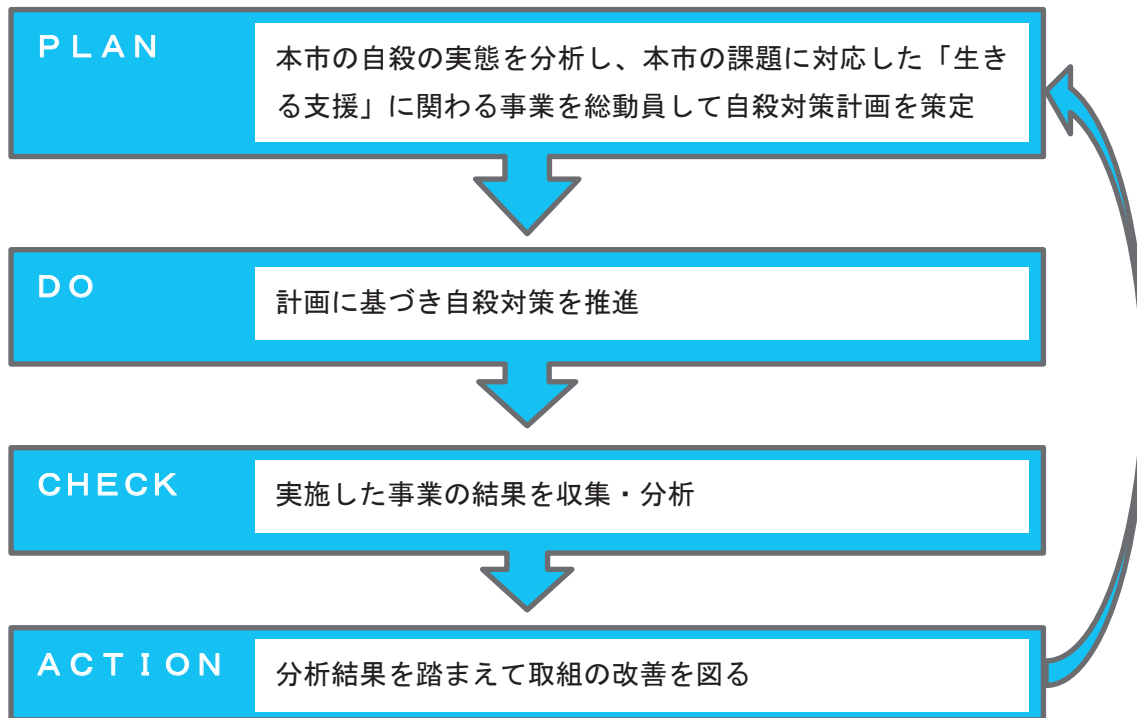 ＰＬＡＮ
本市の自殺の実態を分析し、本市の課題に対応した「生き
る支援」に関わる事業を総動員して自殺対策計画を策定
ＤＯ
計画に基づき自殺対策を推進
ＣＨＥＣＫ
実施した事業の結果を収集・分析
ＡＣＴＩＯＮ
分析結果を踏まえて取組の改善を図る